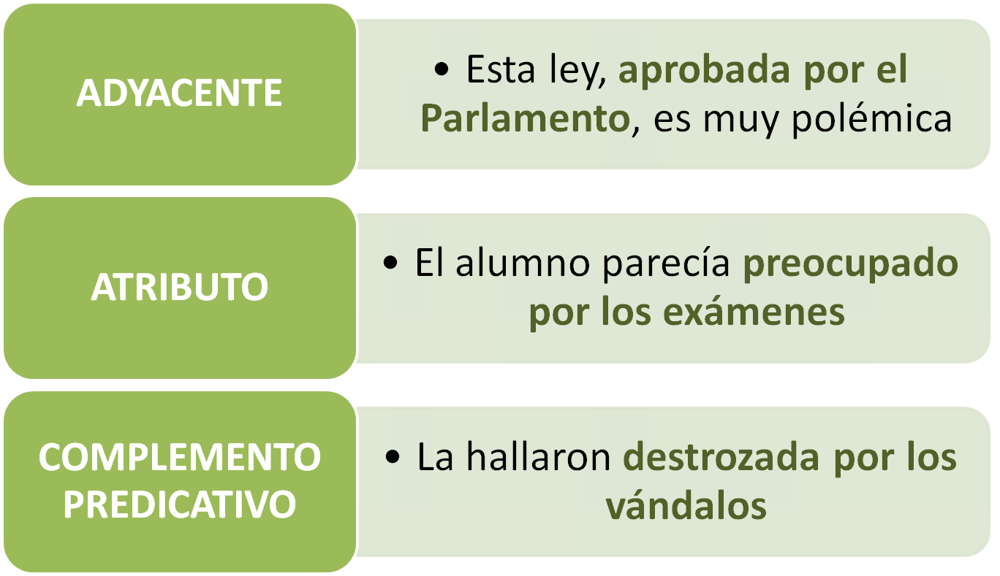 ADYACENTE
• Esta ley, aprobada por el
Parlamento, es muy polémica
ATRIBUTO
• El alumno parecía preocupado
por los exámenes
COMPLEMENTO
PREDICATIVO
• La hallaron destrozada por los
vándalos